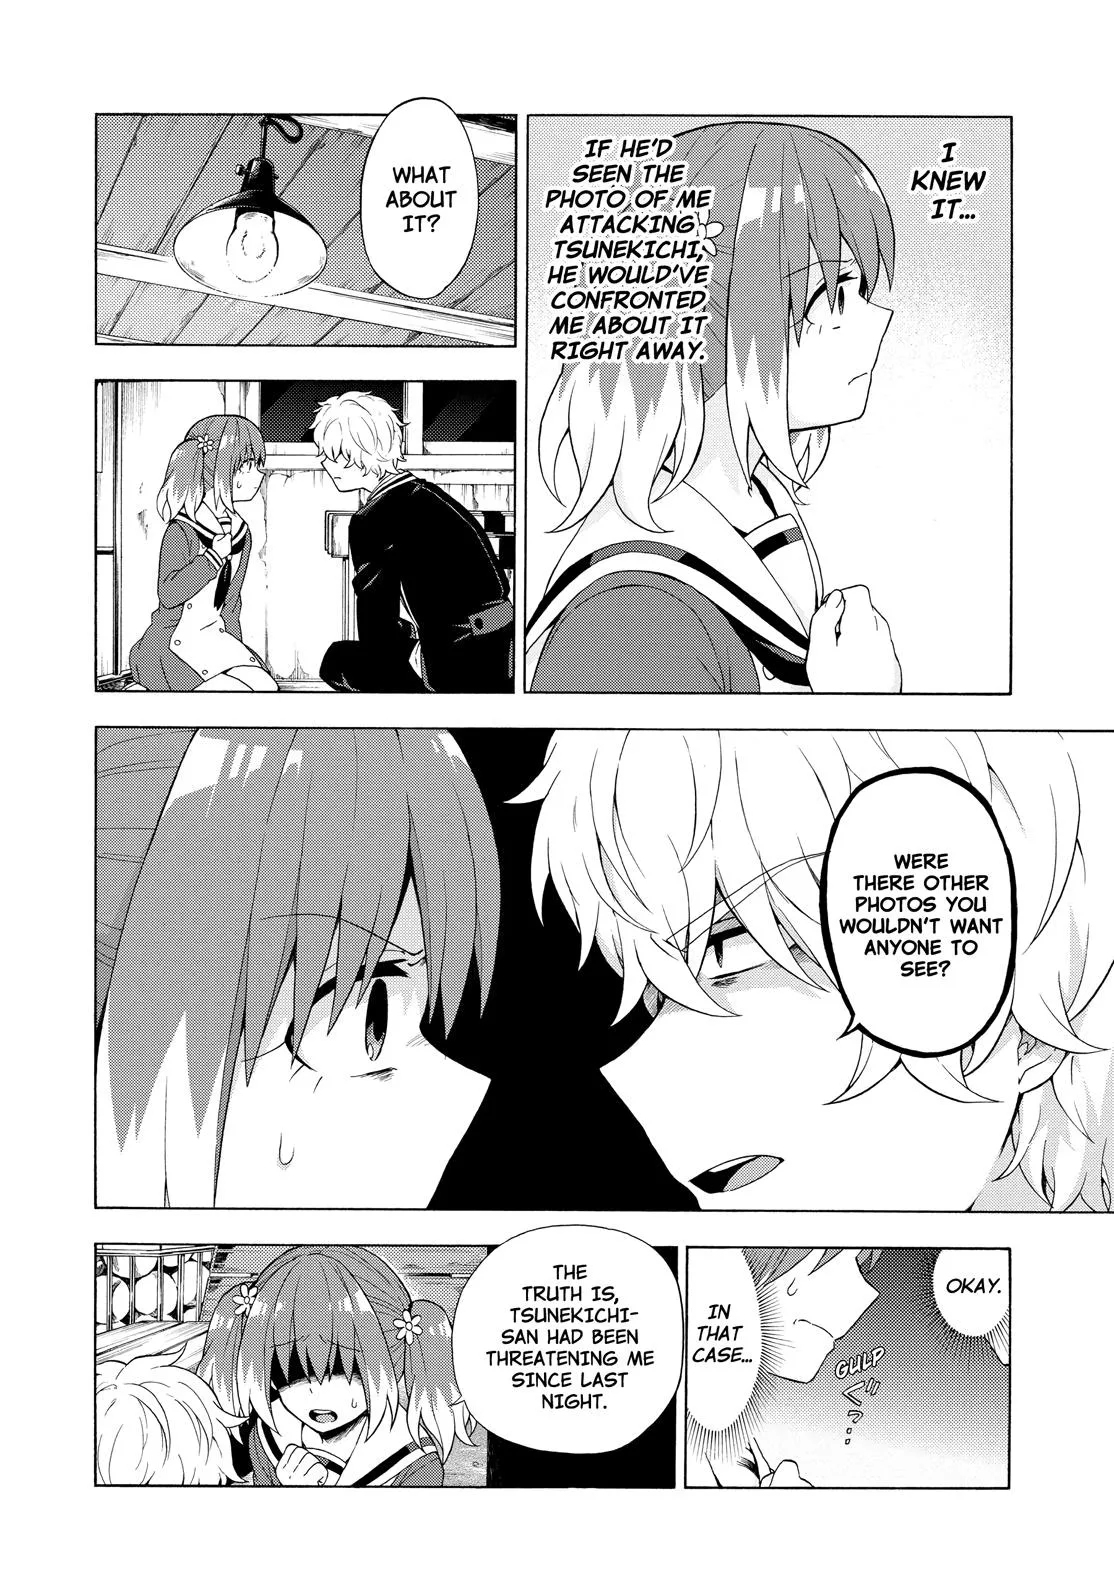 I
KNEW
IT...
IF HE'D
SEEN THE
PHOTO OF ME
ATTACKING
TSUNEKICHI,
HE WOULD'VE
CONFRONTED
ME ABOUT IT
RIGHT AWAY.
WHAT
ABOUT
IT?
WERE
THERE OTHER
PHOTOS YOU
WOULDN'T WANT
ANYONE TO
SEE?
OKAY.
IN
THAT
CASE...
GULP
ぐっ…
THE
TRUTH IS,
TSUNEKICHI-
SAN HAD BEEN
THREATENING ME
SINCE LAST
NIGHT.